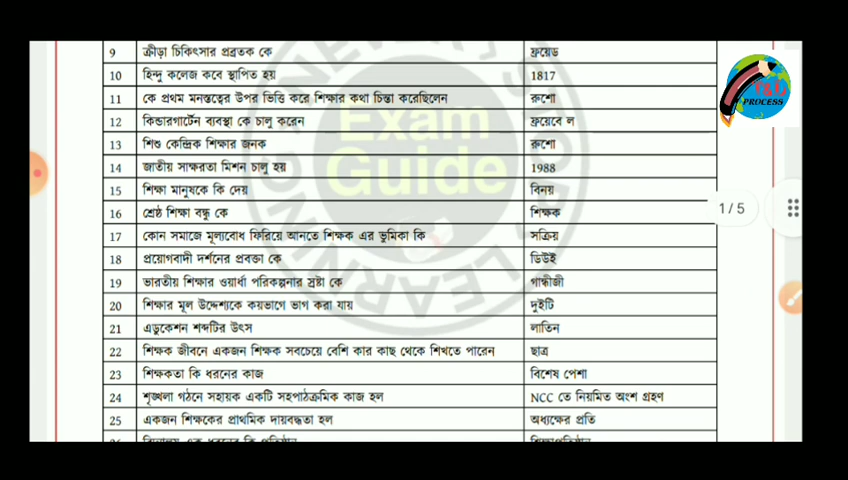 9 ক্রীড়া চিকিৎসার প্রব্রতক কে ফ্রয়েড
10 হিন্দু কলেজ কবে স্থাপিত হয় 1817
11 কে প্রথম মনস্তত্বের উপর ভিত্তি করে শিক্ষার কথা চিন্তা করেছিলেন রুশো
12 কিন্ডারগার্টেন ব্যবস্থা কে চালু করেন ফ্রয়েবে ল
13 শিশু কেন্দ্রিক শিক্ষার জনক রুশো
14 জাতীয় সাক্ষরতা মিশন চালু হয় 1988
15 শিক্ষা মানুষকে কি দেয় বিনয়
16 শ্রেষ্ঠ শিক্ষা বন্ধু কে শিক্ষক
17 কোন সমাজে মূল্যবোধ ফিরিয়ে আনতে শিক্ষক এর ভুমিকা কি সক্রিয়
18 প্রয়োগবাদী দর্শনের প্রবক্তা কে ডিউই
19 ভারতীয় শিক্ষার ওয়ার্ধা পরিকল্পনার স্রষ্টা কে গান্ধীজী
20 শিক্ষার মূল উদ্দেশ্যকে কয়ভাগে ভাগ করা যায় দুইটি
21 এডুকেশন শব্দটির উৎস লাতিন
22 শিক্ষক জীবনে একজন শিক্ষক সবচেয়ে বেশি কার কাছ থেকে শিখতে পারেন ছাত্র
23 শিক্ষকতা কি ধরনের কাজ বিশেষ পেশা
24 শৃঙ্খলা গঠনে সহায়ক একটি সহপাঠক্রমিক কাজ হল NCC তে নিয়মিত অংশ গ্রহণ
25 একজন শিক্ষকের প্রাথমিক দায়বদ্ধতা হল অধ্যক্ষের প্রতি
Exam
Guide
LEARNING
PROCESS
1/5